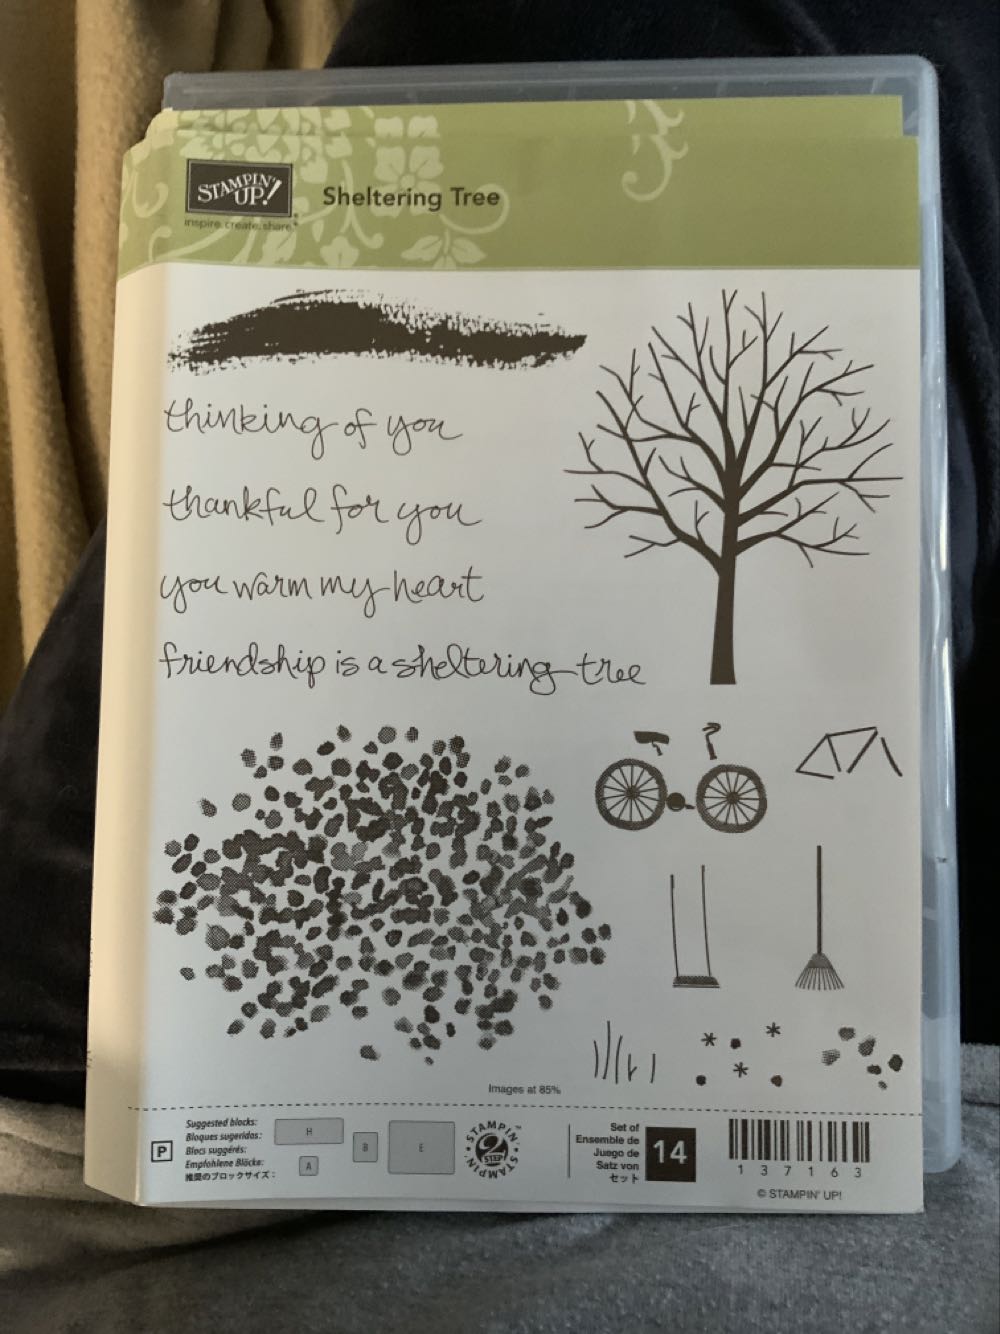 STAMPIN' UP!
inspire. create. share.
Sheltering Tree
thinking of you
thankful for you
you warm my heart
friendship is a sheltering tree
Images at 85%
P
Suggested blocks:
Bloques sugeridos:
Blocs suggérés:
Empfohlene Blöcke:
推奨のブロックサイズ:
H
A
B
E
STAMPIN'
2
STEP
STAMPIN'
Set of
Ensemble de
Juego de
Satz von
セット
14
137163
© STAMPIN' UP!